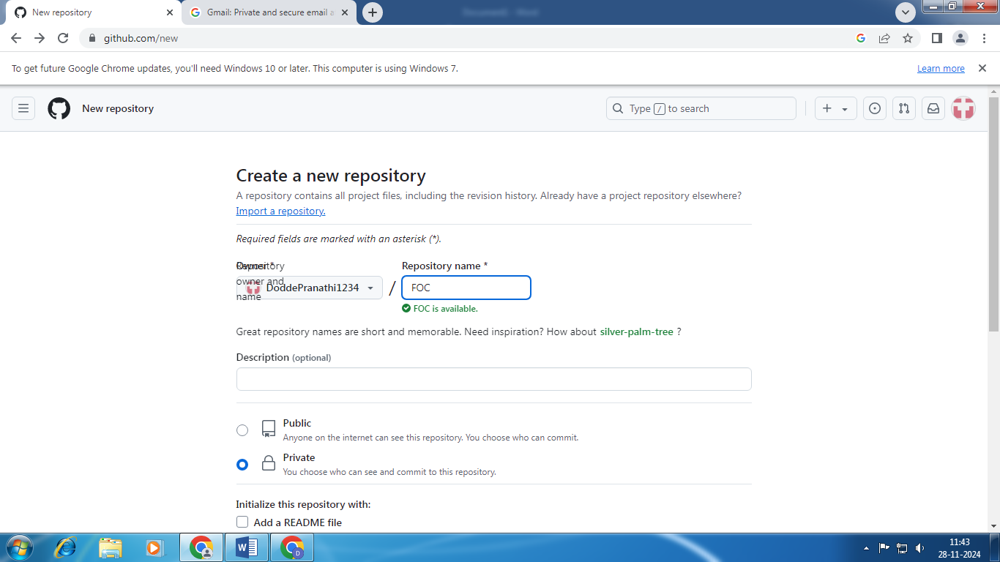 New repository
Gmail: Private and secure email a
Document1 - Word
github.com/new
To get future Google Chrome updates, you'll need Windows 10 or later. This computer is using Windows 7.
Learn more
New repository
Type / to search
Create a new repository
A repository contains all project files, including the revision history. Already have a project repository elsewhere?
Import a repository.
Required fields are marked with an asterisk (*).
Owner *
Repository
owner and
name
DoddePranathi1234
/
Repository name *
FOC
FOC is available.
Great repository names are short and memorable. Need inspiration? How about silver-palm-tree ?
Description (optional)
Public
Anyone on the internet can see this repository. You choose who can commit.
Private
You choose who can see and commit to this repository.
Initialize this repository with:
Add a README file
W
D
11:43
28-11-2024